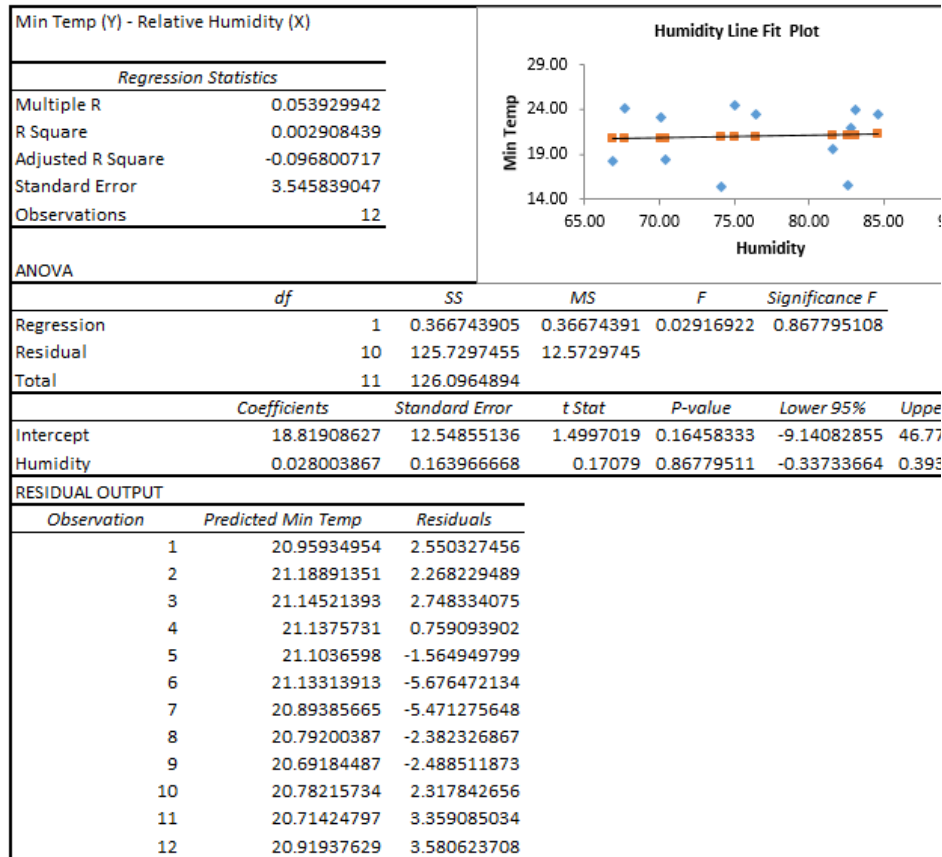 Min Temp (Y) - Relative Humidity (X)
Humidity Line Fit Plot
Regression Statistics
Multiple R 0.053929942
R Square 0.002908439
Adjusted R Square -0.096800717
Standard Error 3.545839047
Observations 12
29.00
24.00
19.00
14.00
Min Temp
65.00 70.00 75.00 80.00 85.00 9
Humidity
ANOVA
df SS MS F Significance F
Regression 1 0.366743905 0.36674391 0.02916922 0.867795108
Residual 10 125.7297455 12.5729745
Total 11 126.0964894
Coefficients Standard Error t Stat P-value Lower 95% Uppe
Intercept 18.81908627 12.54855136 1.4997019 0.16458333 -9.14082855 46.77
Humidity 0.028003867 0.163966668 0.17079 0.86779511 -0.33733664 0.393
RESIDUAL OUTPUT
Observation Predicted Min Temp Residuals
1 20.95934954 2.550327456
2 21.18891351 2.268229489
3 21.14521393 2.748334075
4 21.1375731 0.759093902
5 21.1036598 -1.564949799
6 21.13313913 -5.676472134
7 20.89385665 -5.471275648
8 20.79200387 -2.382326867
9 20.69184487 -2.488511873
10 20.78215734 2.317842656
11 20.71424797 3.359085034
12 20.91937629 3.580623708